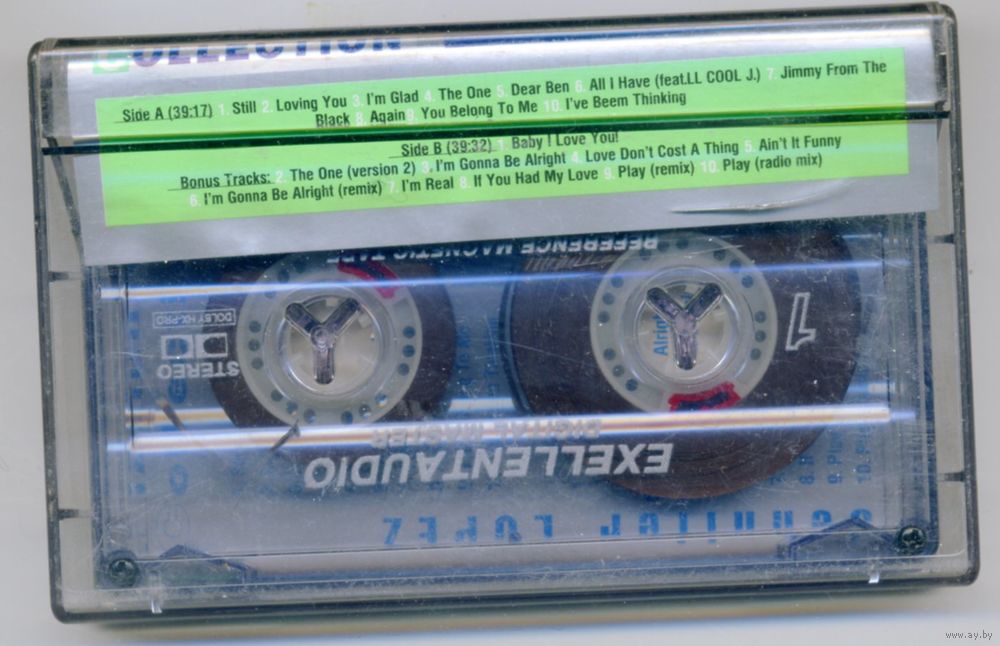 COLLECTION
Side A (39:17) 1. Still 2. Loving You 3. I'm Glad 4. The One 5. Dear Ben 6. All I Have (feat.LL COOL J.) 7. Jimmy From The
Black 8. Again 9. You Belong To Me 10. I've Beem Thinking
Side B (39:32) 1. Baby I Love You!
Bonus Tracks: 2. The One (version 2) 3. I'm Gonna Be Alright 4. Love Don't Cost A Thing 5. Ain't It Funny
6. I'm Gonna Be Alright (remix) 7. I'm Real 8. If You Had My Love 9. Play (remix) 10. Play (radio mix)
REFERENCE MAGNETIC TAPE
1
DOLBY HX-PRO
STEREO
Alrig
DIGITAL MASTER
EXELLENTAUDIO
Jennifer LOPEZ
www.ay.by